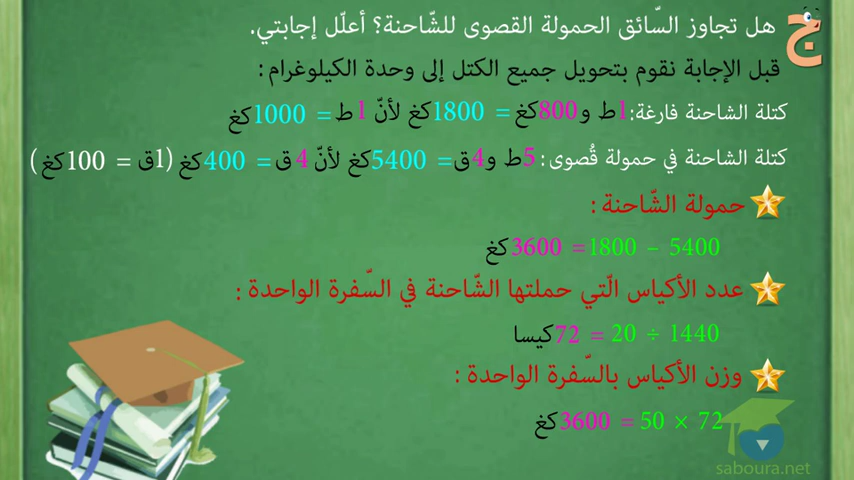 ج هل تجاوز السّائق الحمولة القصوى للشّاحنة؟ أعلّل إجابتي.
قبل الإجابة نقوم بتحويل جميع الكتل إلى وحدة الكيلوغرام:
كتلة الشاحنة فارغة: 1ط و800كغ = 1800كغ لأنّ 1ط = 1000كغ
كتلة الشاحنة في حمولة قُصوى: 5ط و4ق = 5400كغ لأنّ 4ق = 400كغ (1ق = 100كغ)
حمولة الشّاحنة:
5400 – 1800 = 3600كغ
عدد الأكياس الّتي حملتها الشّاحنة في السّفرة الواحدة:
1440 ÷ 20 = 72كيسا
وزن الأكياس بالسّفرة الواحدة:
72 × 50 = 3600كغ
saboura.net